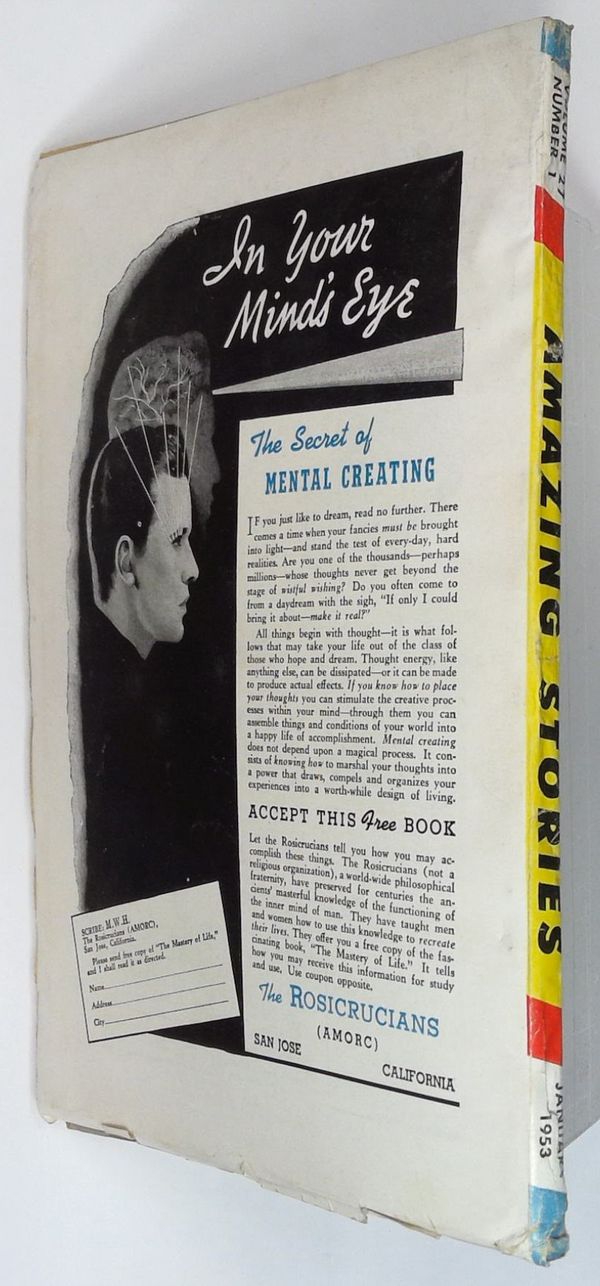 In Your
Mind's Eye
The Secret of
MENTAL CREATING
IF you just like to dream, read no further. There
comes a time when your fancies must be brought
into light—and stand the test of every-day, hard
realities. Are you one of the thousands—perhaps
millions—whose thoughts never get beyond the
stage of wistful wishing? Do you often come to
from a daydream with the sigh, "If only I could
bring it about—make it real?"
All things begin with thought—it is what fol-
lows that may take your life out of the class of
those who hope and dream. Thought energy, like
anything else, can be dissipated—or it can be made
to produce actual effects. If you know how to place
your thoughts you can stimulate the creative proc-
esses within your mind—through them you can
assemble things and conditions of your world into
a happy life of accomplishment. Mental creating
does not depend upon a magical process. It con-
sists of knowing how to marshal your thoughts into
a power that draws, compels and organizes your
experiences into a worth-while design of living.
ACCEPT THIS Free BOOK
Let the Rosicrucians tell you how you may ac-
complish these things. The Rosicrucians (not a
religious organization), a world-wide philosophical
fraternity, have preserved for centuries the an-
cients' masterful knowledge of the functioning of
the inner mind of man. They have taught men
and women how to use this knowledge to recreate
their lives. They offer you a free copy of the fas-
cinating book, "The Mastery of Life." It tells
how you may receive this information for study
and use. Use coupon opposite.
The ROSICRUCIANS
(AMORC)
SAN JOSE
CALIFORNIA
SCRIBE: M.W.H.
The Rosicrucians (AMORC),
San Jose, California.
Please send free copy of "The Mastery of Life,"
and I shall read it as directed.
Name
Address
City
VOLUME 27
NUMBER 1
AMAZING STORIES
JANUARY
1953